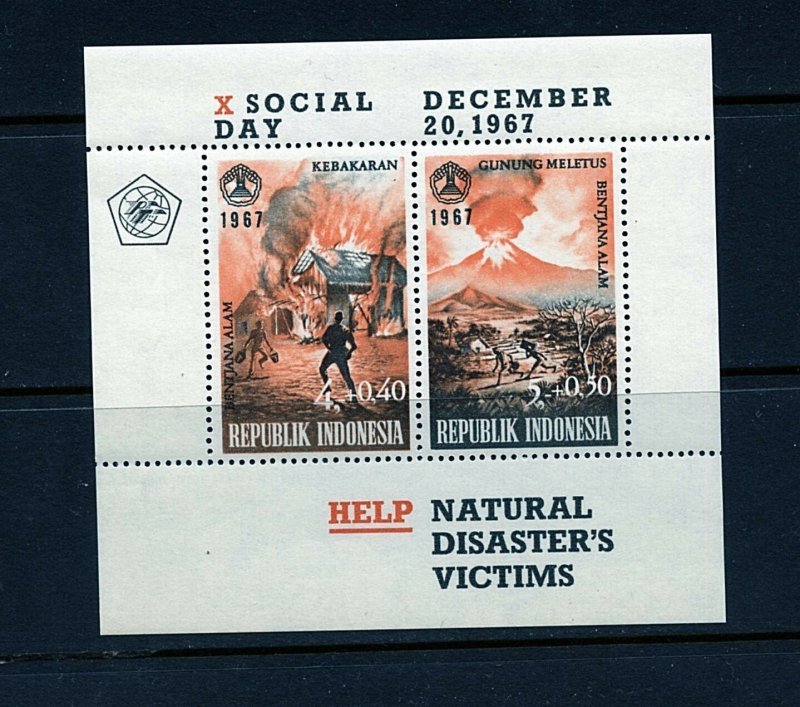 X SOCIAL DAY
DECEMBER 20, 1967
KEBAKARAN
1967
BENTJANA ALAM
4,-+0,40
REPUBLIK INDONESIA
GUNUNG MELETUS
1967
BENTJANA ALAM
5,-+0,50
REPUBLIK INDONESIA
HELP NATURAL
DISASTER'S
VICTIMS